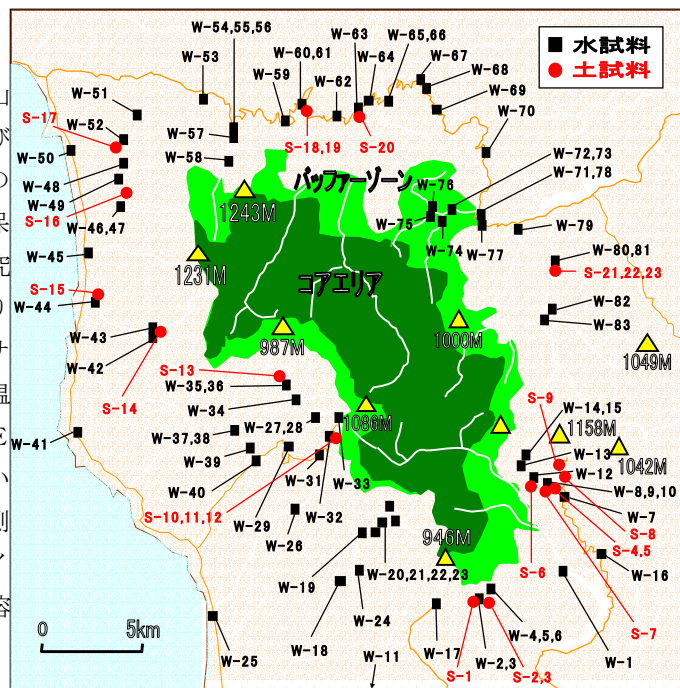 水試料
土試料
W-54,55,56
W-53
W-51
W-52
S-17
W-50
W-48
W-49
S-16
W-46,47
W-45
S-15
W-44
W-43
W-42
S-14
W-41
W-57
W-58
W-59
W-60,61
W-62
W-63
W-64
W-65,66
W-67
W-68
W-69
W-70
S-18,19
S-20
バッファーゾーン
W-72,73
W-71,78
W-76
W-75
W-74
W-77
W-79
W-80,81
S-21,22,23
W-82
W-83
1243M
1231M
コアエリア
987M
1000M
1049M
S-13
W-35,36
W-34
1086M
W-27,28
W-37,38
W-39
W-40
W-31
W-33
S-10,11,12
W-29
W-32
W-26
S-9
W-14,15
1158M
W-13
1042M
W-12
W-8,9,10
W-7
S-8
S-4,5
S-6
S-7
W-16
946M
W-19
W-20,21,22,23
W-24
W-18
W-25
W-11
W-17
W-4,5,6
W-2,3
S-1
S-2,3
W-1
0 5km